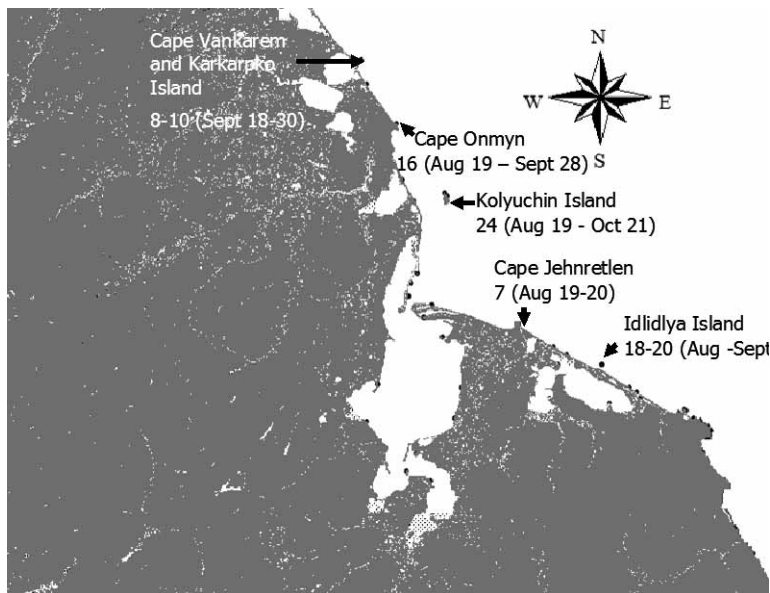 Cape Vankarem
and Karkarpko
Island
8-10 (Sept 18-30)
N
W E
S
Cape Onmyn
16 (Aug 19 – Sept 28)
Kolyuchin Island
24 (Aug 19 - Oct 21)
Cape Jehnretlen
7 (Aug 19-20)
Idlidlya Island
18-20 (Aug -Sept